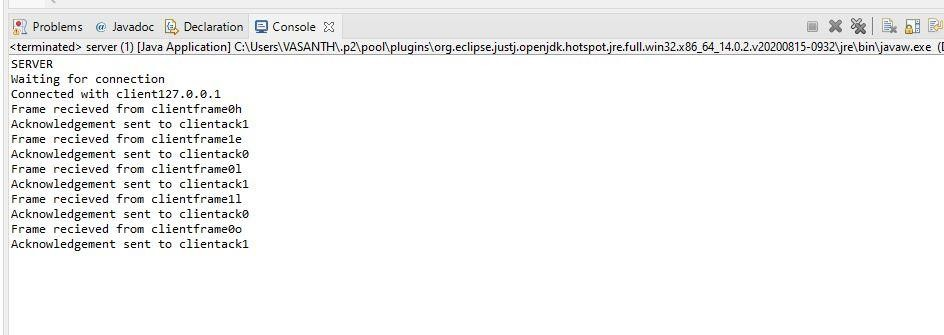 Problems @ Javadoc Declaration Console
<terminated> server (1) [Java Application] C:\Users\VASANTH\.p2\pool\plugins\org.eclipse.justj.openjdk.hotspot.jre.full.win32.x86_64_14.0.2.v20200815-0932\jre\bin\javaw.exe (
SERVER
Waiting for connection
Connected with client127.0.0.1
Frame recieved from clientframe0h
Acknowledgement sent to clientack1
Frame recieved from clientframe1e
Acknowledgement sent to clientack0
Frame recieved from clientframe0l
Acknowledgement sent to clientack1
Frame recieved from clientframe1l
Acknowledgement sent to clientack0
Frame recieved from clientframe0o
Acknowledgement sent to clientack1